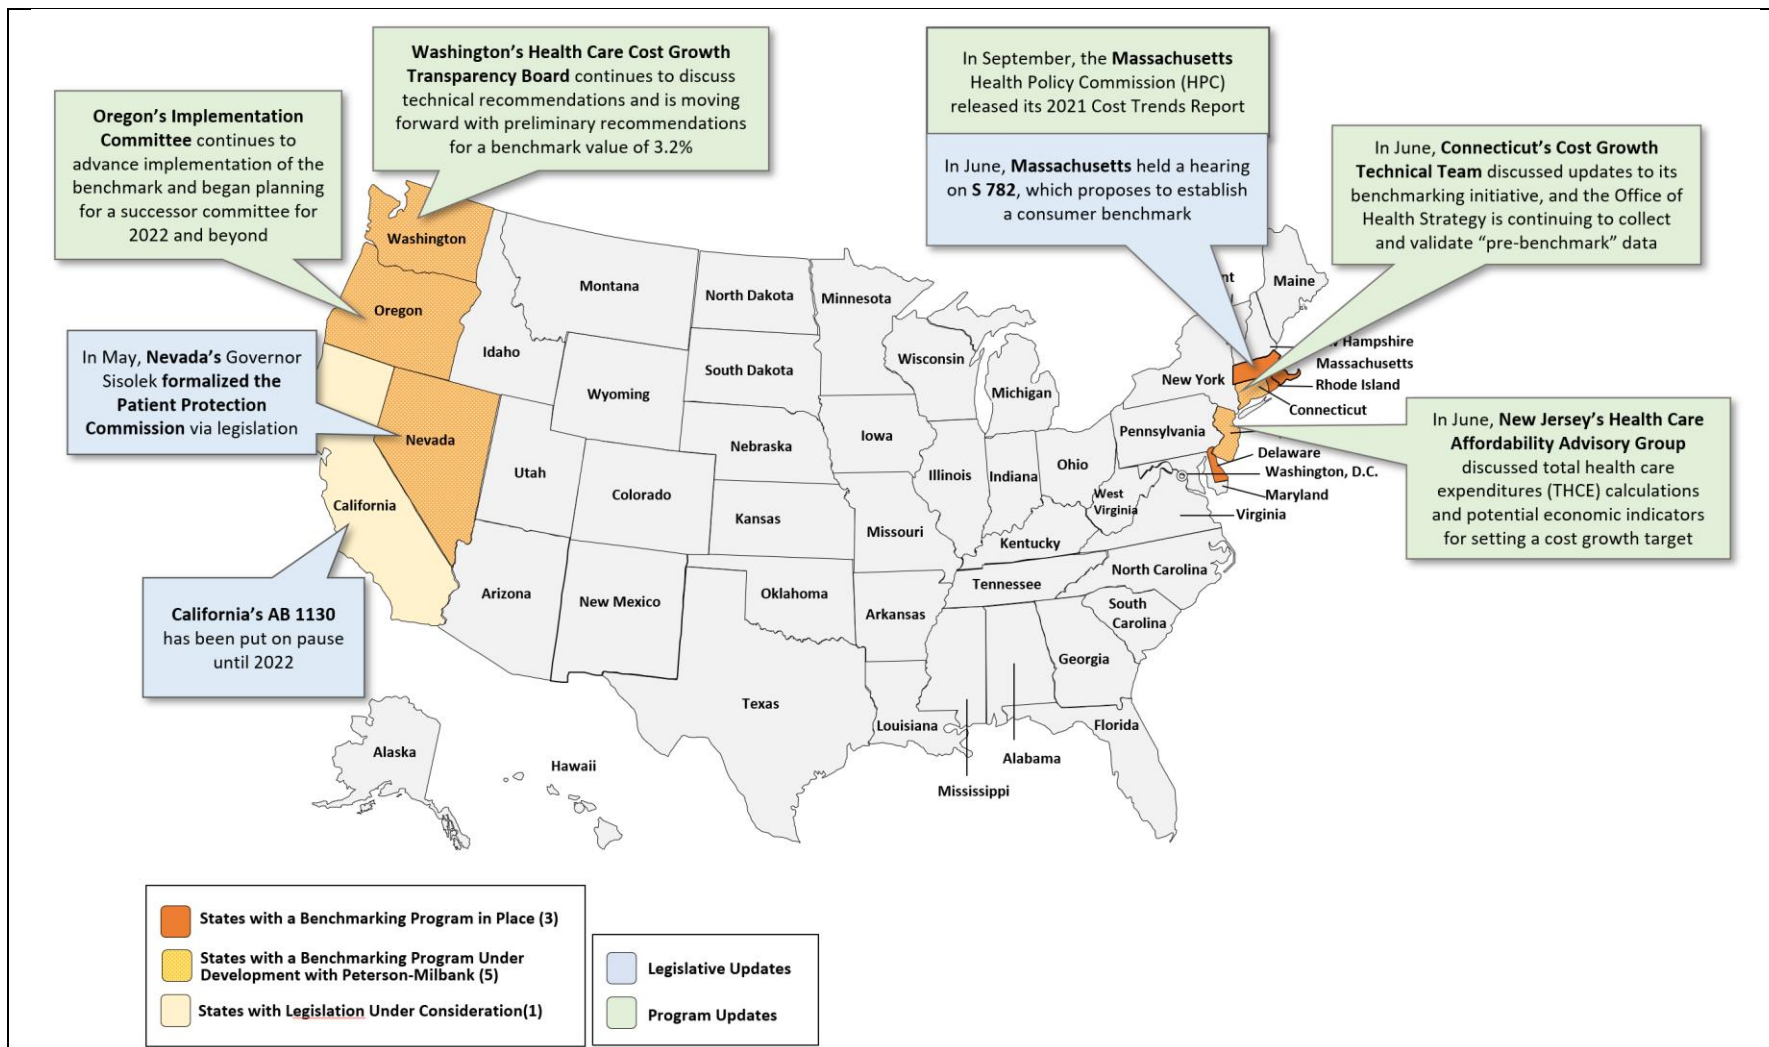 Washington's Health Care Cost Growth
Transparency Board continues to discuss
technical recommendations and is moving
forward with preliminary recommendations
for a benchmark value of 3.2%
In September, the Massachusetts
Health Policy Commission (HPC)
released its 2021 Cost Trends Report
Oregon's Implementation
Committee continues to
advance implementation of the
benchmark and began planning
for a successor committee for
2022 and beyond
In June, Massachusetts held a hearing
on S 782, which proposes to establish
a consumer benchmark
In June, Connecticut's Cost Growth
Technical Team discussed updates to its
benchmarking initiative, and the Office of
Health Strategy is continuing to collect
and validate “pre-benchmark” data
In May, Nevada's Governor
Sisolek formalized the
Patient Protection
Commission via legislation
In June, New Jersey's Health Care
Affordability Advisory Group
discussed total health care
expenditures (THCE) calculations
and potential economic indicators
for setting a cost growth target
California's AB 1130
has been put on pause
until 2022
Washington
Oregon
Montana
Idaho
North Dakota
South Dakota
Minnesota
Wisconsin
Michigan
Wyoming
Nebraska
Iowa
Nevada
Utah
Colorado
Kansas
California
Arizona
New Mexico
Oklahoma
Texas
Missouri
Arkansas
Louisiana
Illinois
Indiana
Ohio
Kentucky
Tennessee
Mississippi
Alabama
Georgia
Florida
South
Carolina
North Carolina
West
Virginia
Virginia
Pennsylvania
New York
nt
Maine
Hampshire
Massachusetts
Rhode Island
Connecticut
Delaware
Washington, D.C.
Maryland
Alaska
Hawaii
States with a Benchmarking Program in Place (3)
States with a Benchmarking Program Under
Development with Peterson-Milbank (5)
States with Legislation Under Consideration(1)
Legislative Updates
Program Updates